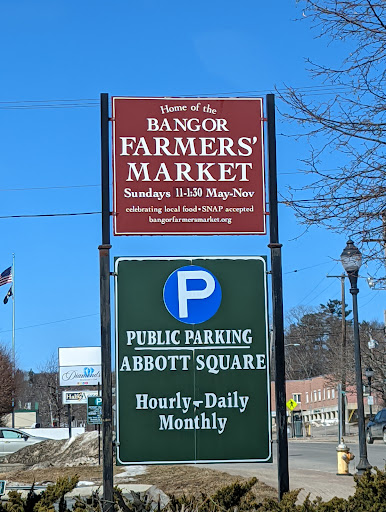 Home of the
BANGOR
FARMERS'
MARKET
Sundays 11-1:30 May-Nov
celebrating local food • SNAP accepted
bangorfarmersmarket.org
P
PUBLIC PARKING
ABBOTT SQUARE
Hourly-Daily
Monthly
Diamonds
P